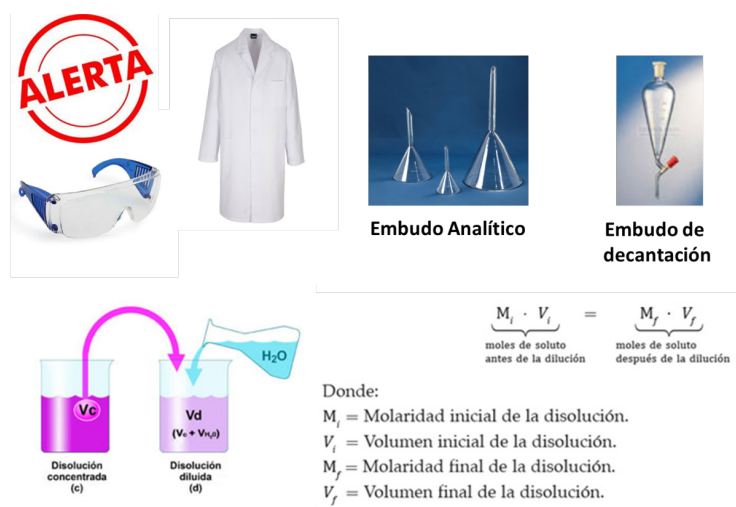 ALERTA
Embudo Analítico
Embudo de
decantación
Vc
H₂O
Vd
(Vc + VH₂O)
Disolución
concentrada
(c)
Disolución
diluida
(d)
Mᵢ · Vᵢ = M_f · V_f
moles de soluto
antes de la dilución
moles de soluto
después de la dilución
Donde:
Mᵢ = Molaridad inicial de la disolución.
Vᵢ = Volumen inicial de la disolución.
M_f = Molaridad final de la disolución.
V_f = Volumen final de la disolución.